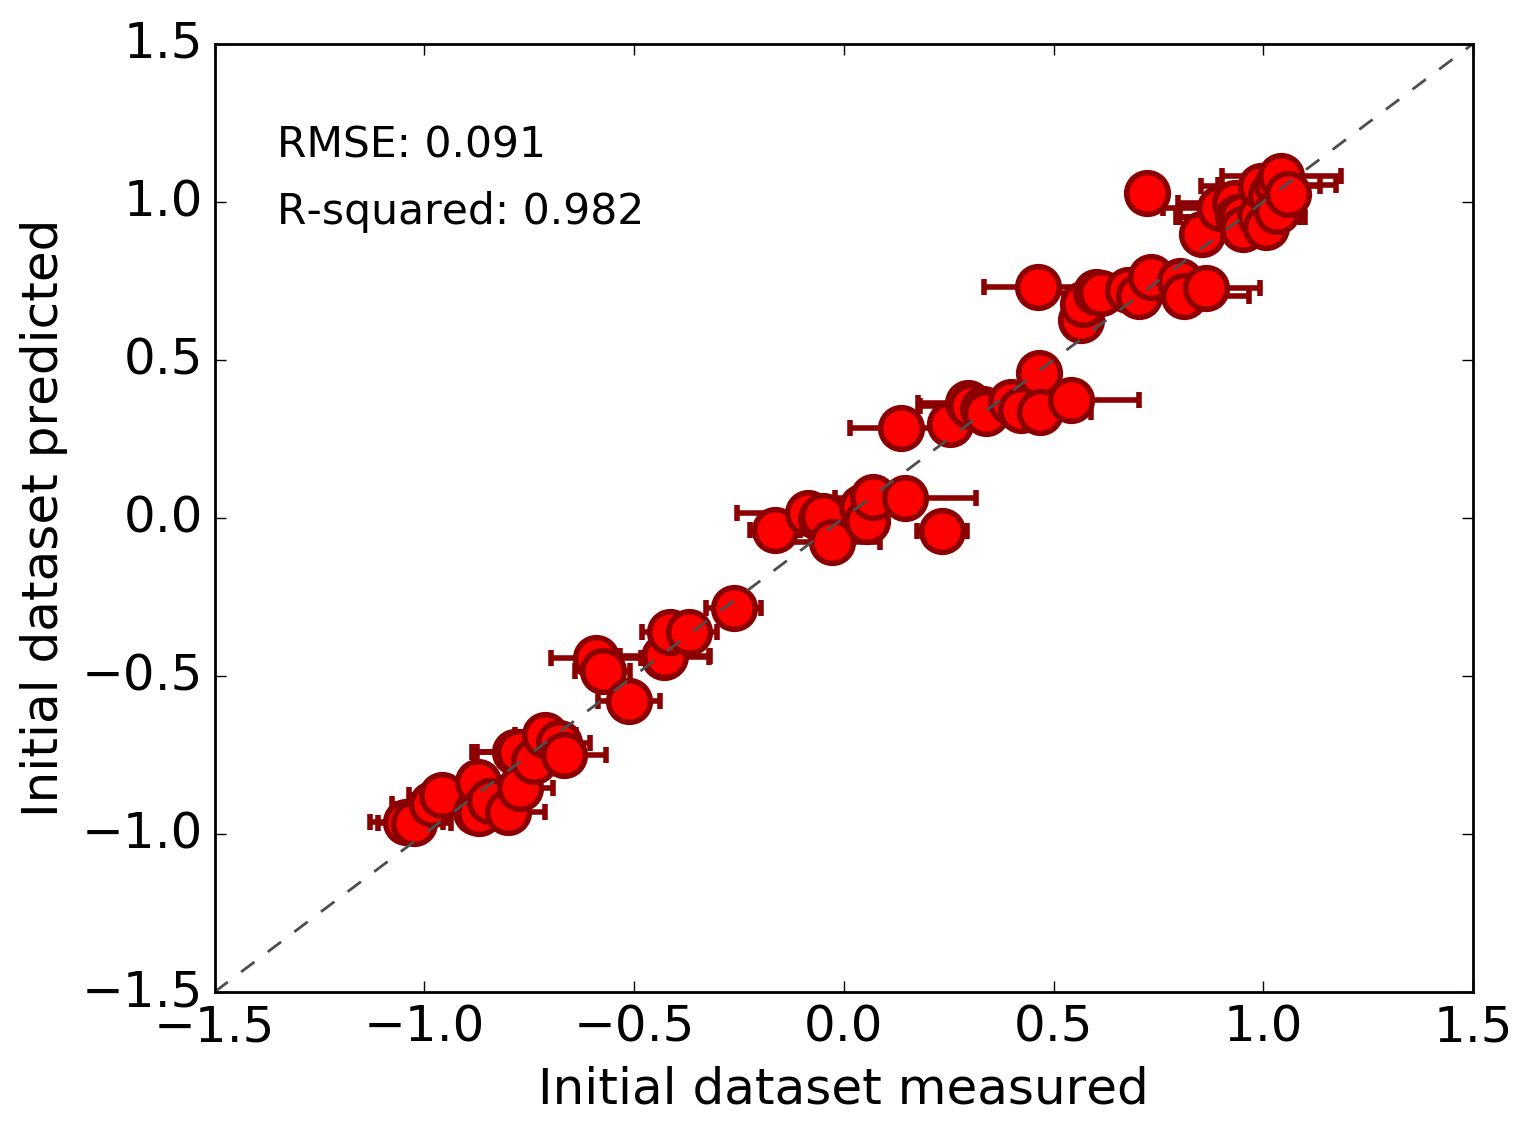 1.5
1.0
0.5
0.0
−0.5
−1.0
−1.5
Initial dataset predicted
RMSE: 0.091
R-squared: 0.982
−1.5 −1.0 −0.5 0.0 0.5 1.0 1.5
Initial dataset measured